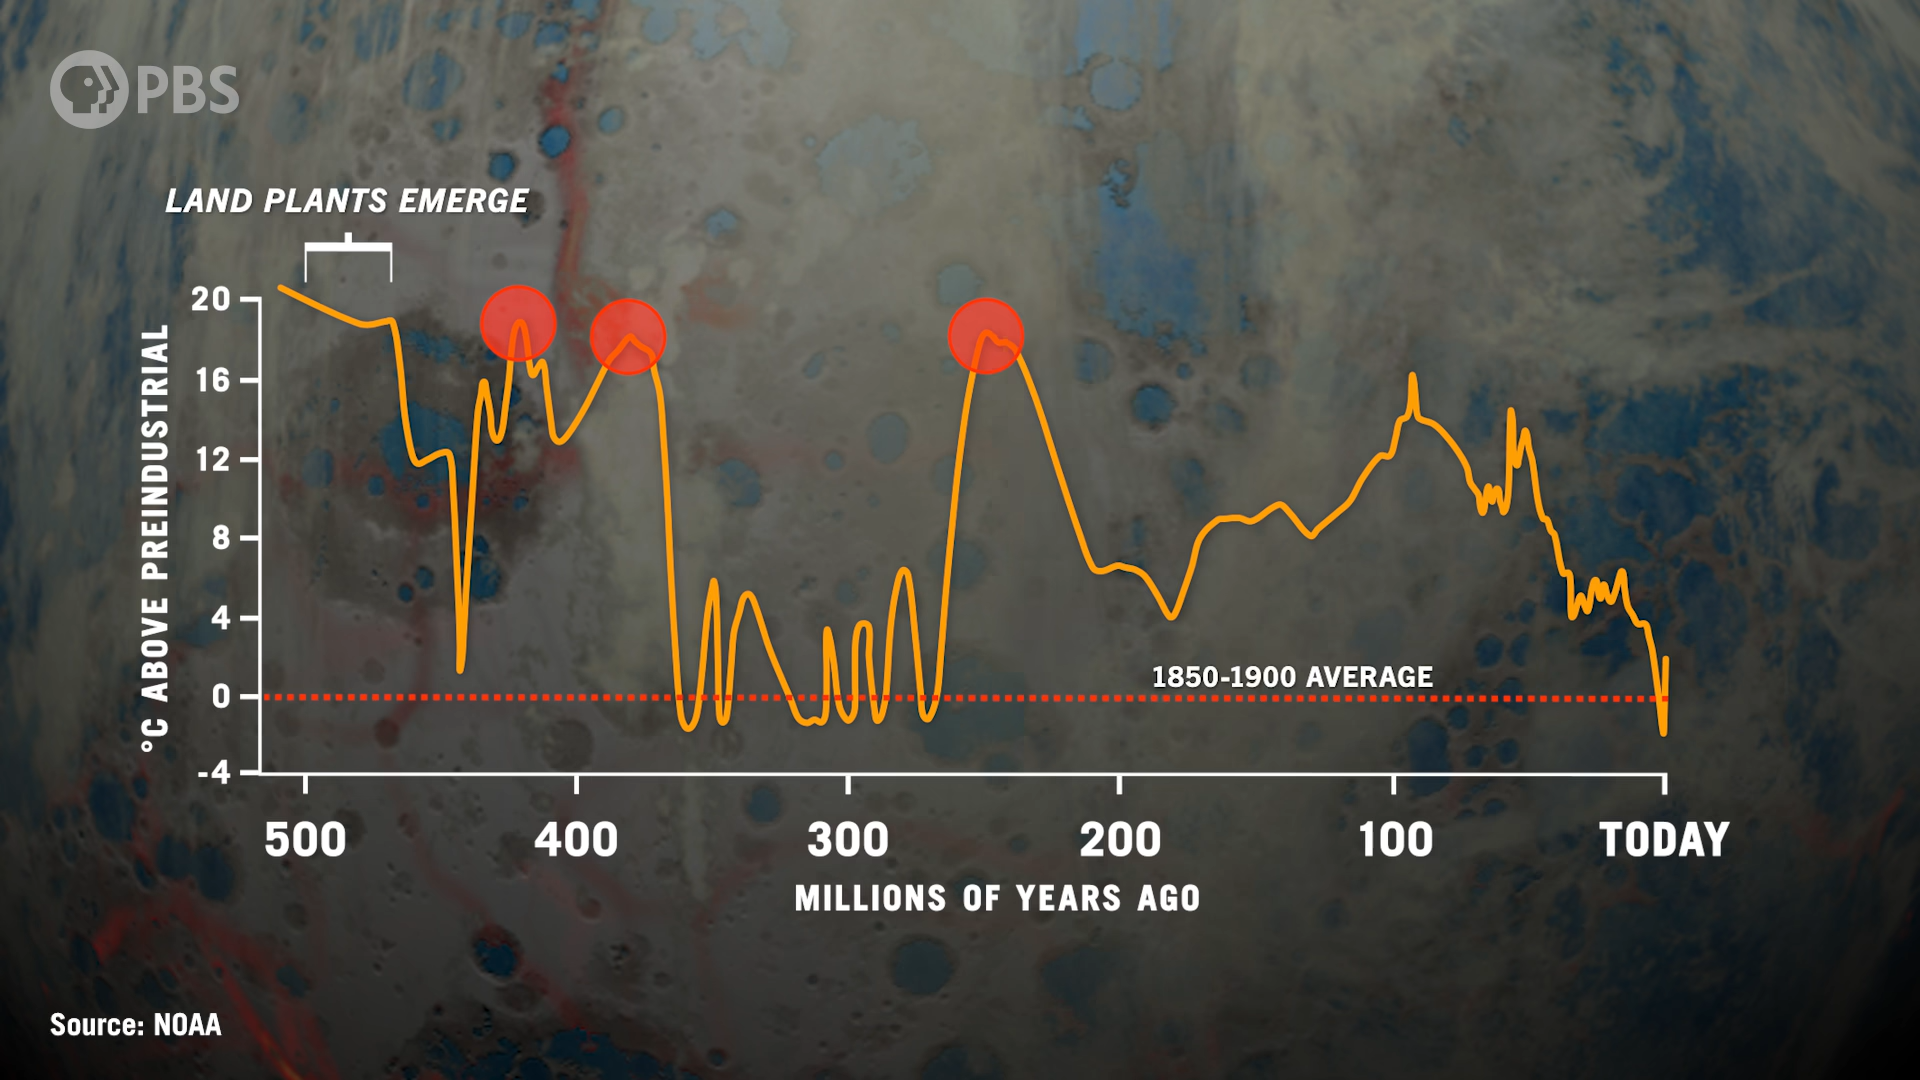 PBS
LAND PLANTS EMERGE
20
16
12
8
4
0
-4
°C ABOVE PREINDUSTRIAL
1850-1900 AVERAGE
500 400 300 200 100 TODAY
MILLIONS OF YEARS AGO
Source: NOAA